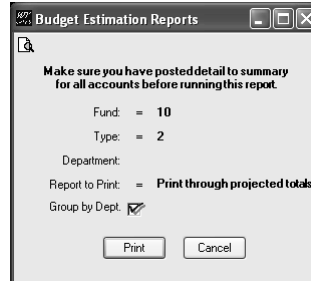 Budget Estimation Reports
Make sure you have posted detail to summary
for all accounts before running this report.
Fund: = 10
Type: = 2
Department:
Report to Print: = Print through projected totals
Group by Dept.
Print Cancel